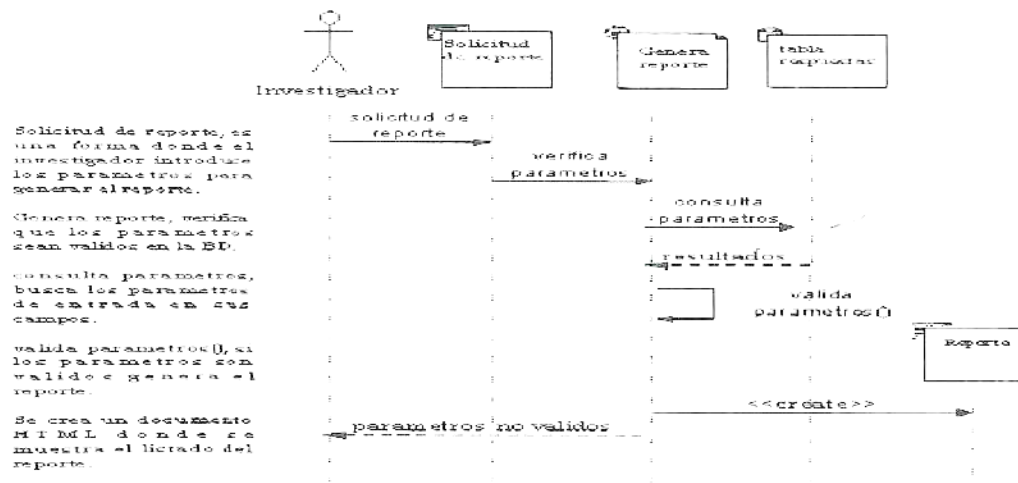 Investigador
Solicitud
de reporte
Genera
reporte
tabla
respuestas
Solicitud de reporte, es
una forma donde el
investigador introduce
los parametros para
generar el reporte.
Genera reporte, verifica
que los parametros
sean validos en la BD.
consulta parametros,
busca los parametros
de entrada en sus
campos.
valida parametros(), si
los parametros son
validos genera el
reporte.
Se crea un documento
HTML donde se
muestra el listado del
reporte.
solicitud de
reporte
verifica
parametros
consulta
parametros
resultados
valida
parametros()
Reporte
<<create>>
parametros no validos